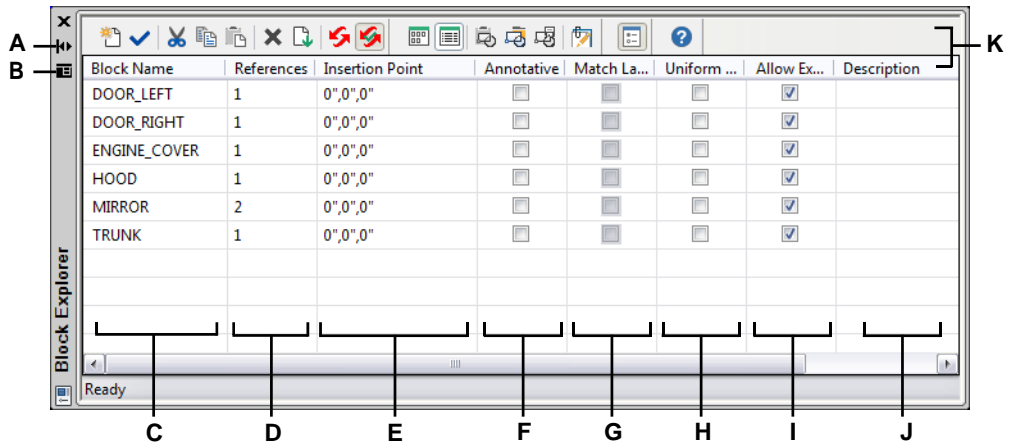 A
B
K
Block Explorer
Block Name References Insertion Point Annotative Match La... Uniform ... Allow Ex... Description
DOOR_LEFT 1 0",0",0"
DOOR_RIGHT 1 0",0",0"
ENGINE_COVER 1 0",0",0"
HOOD 1 0",0",0"
MIRROR 2 0",0",0"
TRUNK 1 0",0",0"
Ready
C D E F G H I J